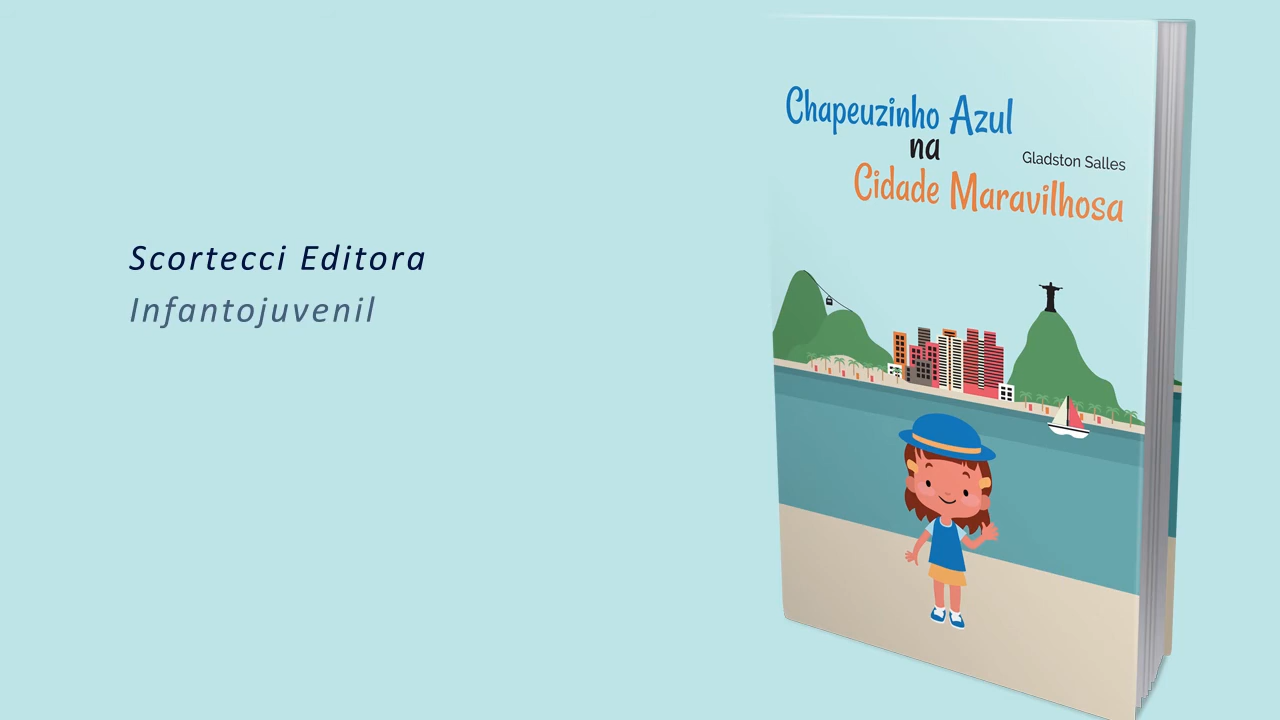 Scortecci Editora
Infantojuvenil
Chapeuzinho Azul
na
Gladston Salles
Cidade Maravilhosa